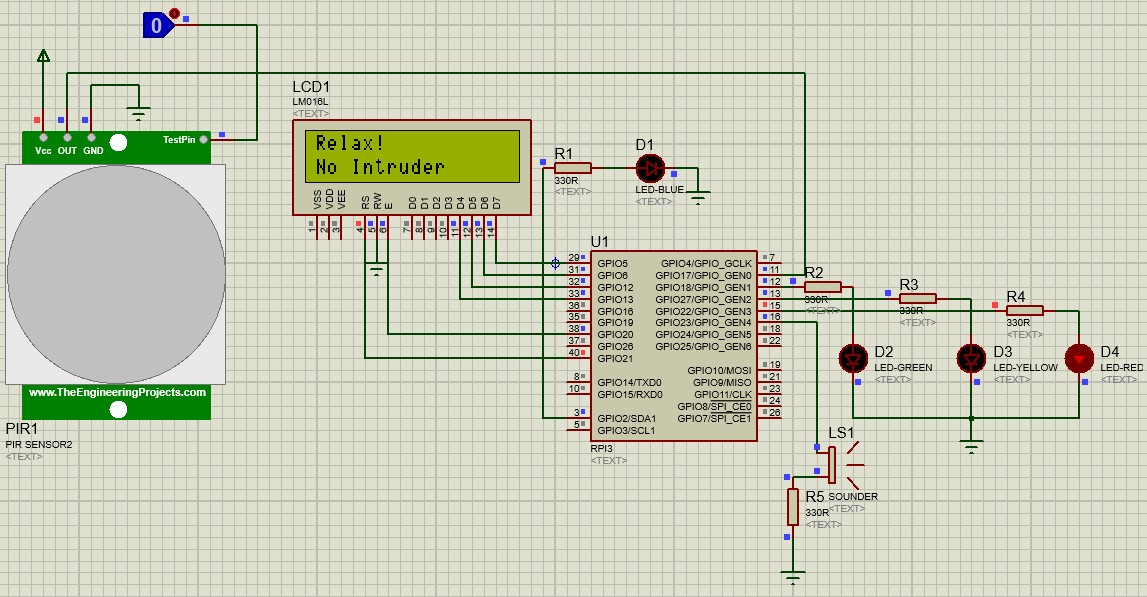 0
LCD1
LM016L
<TEXT>
Relax!
No Intruder
VSS VDD VEE RS RW E D0 D1 D2 D3 D4 D5 D6 D7
1 2 3 4 5 6 7 8 9 10 11 12 13 14
Vcc OUT GND TestPin
www.TheEngineeringProjects.com
PIR1
PIR SENSOR2
<TEXT>
R1
330R
<TEXT>
D1
LED-BLUE
<TEXT>
U1
29 GPIO5 GPIO4/GPIO_GCLK 7
31 GPIO6 GPIO17/GPIO_GEN0 11
32 GPIO12 GPIO18/GPIO_GEN1 12
33 GPIO13 GPIO27/GPIO_GEN2 13
36 GPIO16 GPIO22/GPIO_GEN3 15
35 GPIO19 GPIO23/GPIO_GEN4 16
38 GPIO20 GPIO24/GPIO_GEN5 18
37 GPIO26 GPIO25/GPIO_GEN6 22
40 GPIO21
GPIO10/MOSI 19
8 GPIO14/TXD0 GPIO9/MISO 21
10 GPIO15/RXD0 GPIO11/CLK 23
GPIO8/SPI_CE0 24
3 GPIO2/SDA1 GPIO7/SPI_CE1 26
5 GPIO3/SCL1
RPI3
<TEXT>
R2
330R
<TEXT>
R3
330R
<TEXT>
R4
330R
<TEXT>
D2
LED-GREEN
<TEXT>
D3
LED-YELLOW
<TEXT>
D4
LED-RED
<TEXT>
LS1
SOUNDER
<TEXT>
R5
330R
<TEXT>